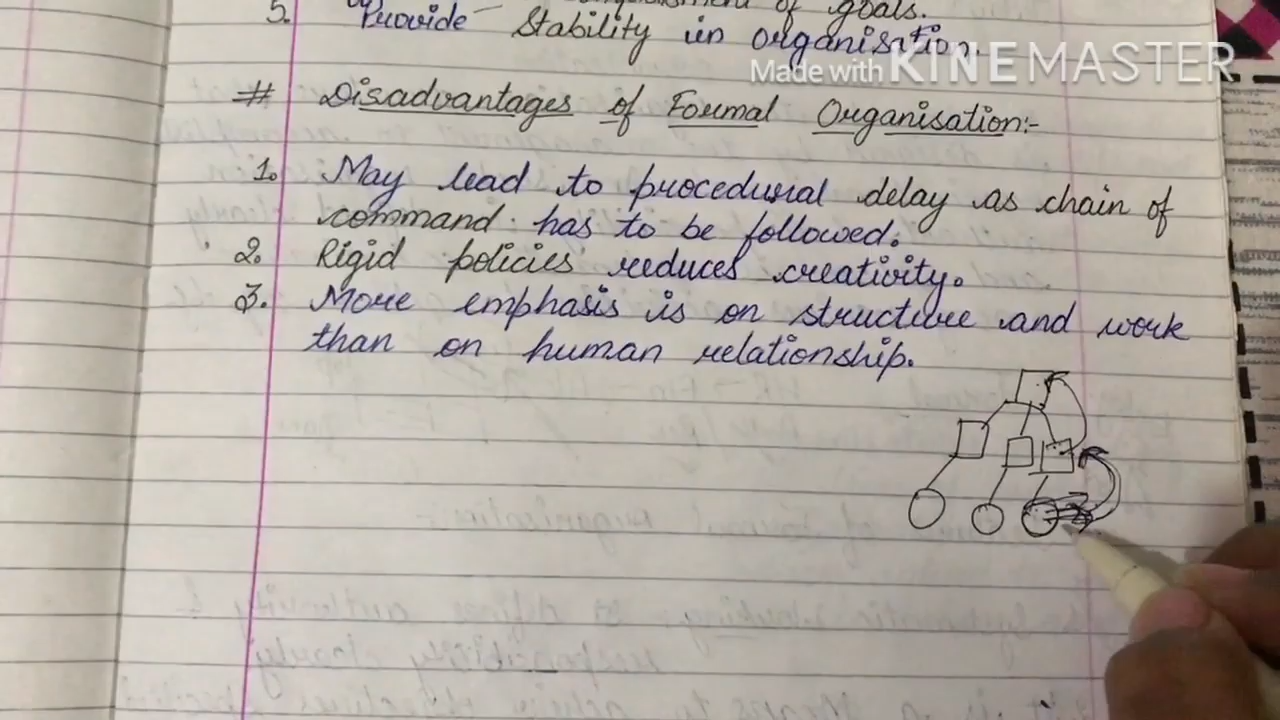 of goals.
5. Provide Stability in organisation.
Made with KINEMASTER
# Disadvantages of Formal Organisation:-
1. May lead to procedural delay as chain of
command has to be followed.
2. Rigid policies reduces creativity.
3. More emphasis is on structure and work
than on human relationship.